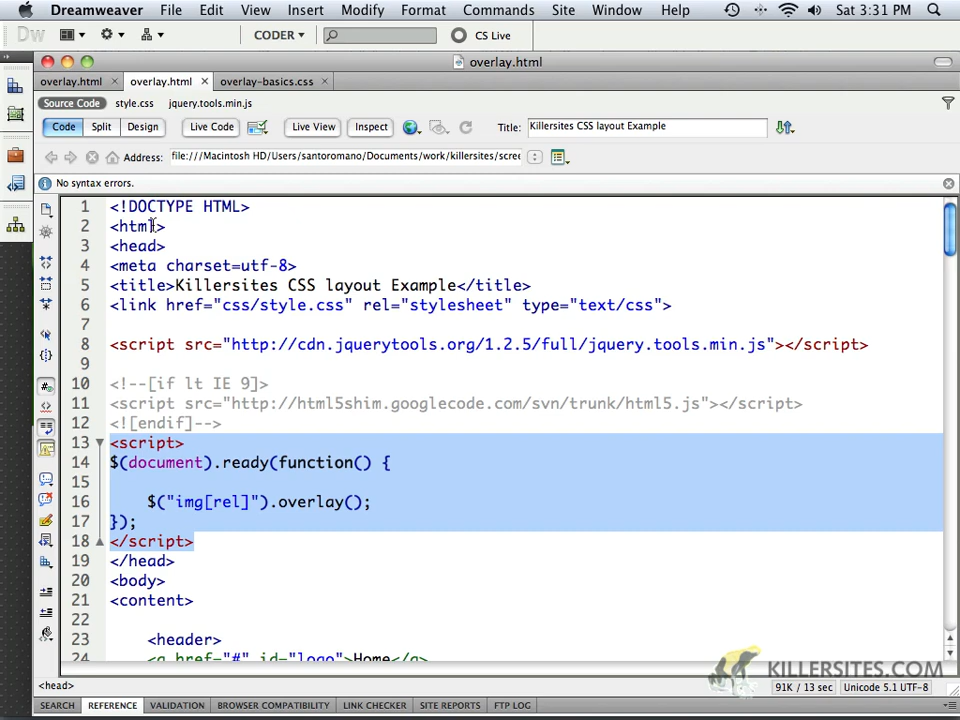 Dreamweaver File Edit View Insert Modify Format Commands Site Window Help Sat 3:31 PM
Dw CODER CS Live
overlay.html
overlay.html overlay.html overlay-basics.css
Source Code style.css jquery.tools.min.js
Code Split Design Live Code Live View Inspect Title: Killersites CSS layout Example
Address: file:///Macintosh HD/Users/santoromano/Documents/work/killersites/scree
No syntax errors.
1 <!DOCTYPE HTML>
2 <html>
3 <head>
4 <meta charset=utf-8>
5 <title>Killersites CSS layout Example</title>
6 <link href="css/style.css" rel="stylesheet" type="text/css">
7
8 <script src="http://cdn.jquerytools.org/1.2.5/full/jquery.tools.min.js"></script>
9
10 <!--[if lt IE 9]>
11 <script src="http://html5shim.googlecode.com/svn/trunk/html5.js"></script>
12 <![endif]-->
13 <script>
14 $(document).ready(function() {
15
16 $("img[rel]").overlay();
17 });
18 </script>
19 </head>
20 <body>
21 <content>
22
23 <header>
24 <a href="#" id="logo">Home</a>
KILLERSITES.COM
<head> 91K / 13 sec Unicode 5.1 UTF-8
SEARCH REFERENCE VALIDATION BROWSER COMPATIBILITY LINK CHECKER SITE REPORTS FTP LOG